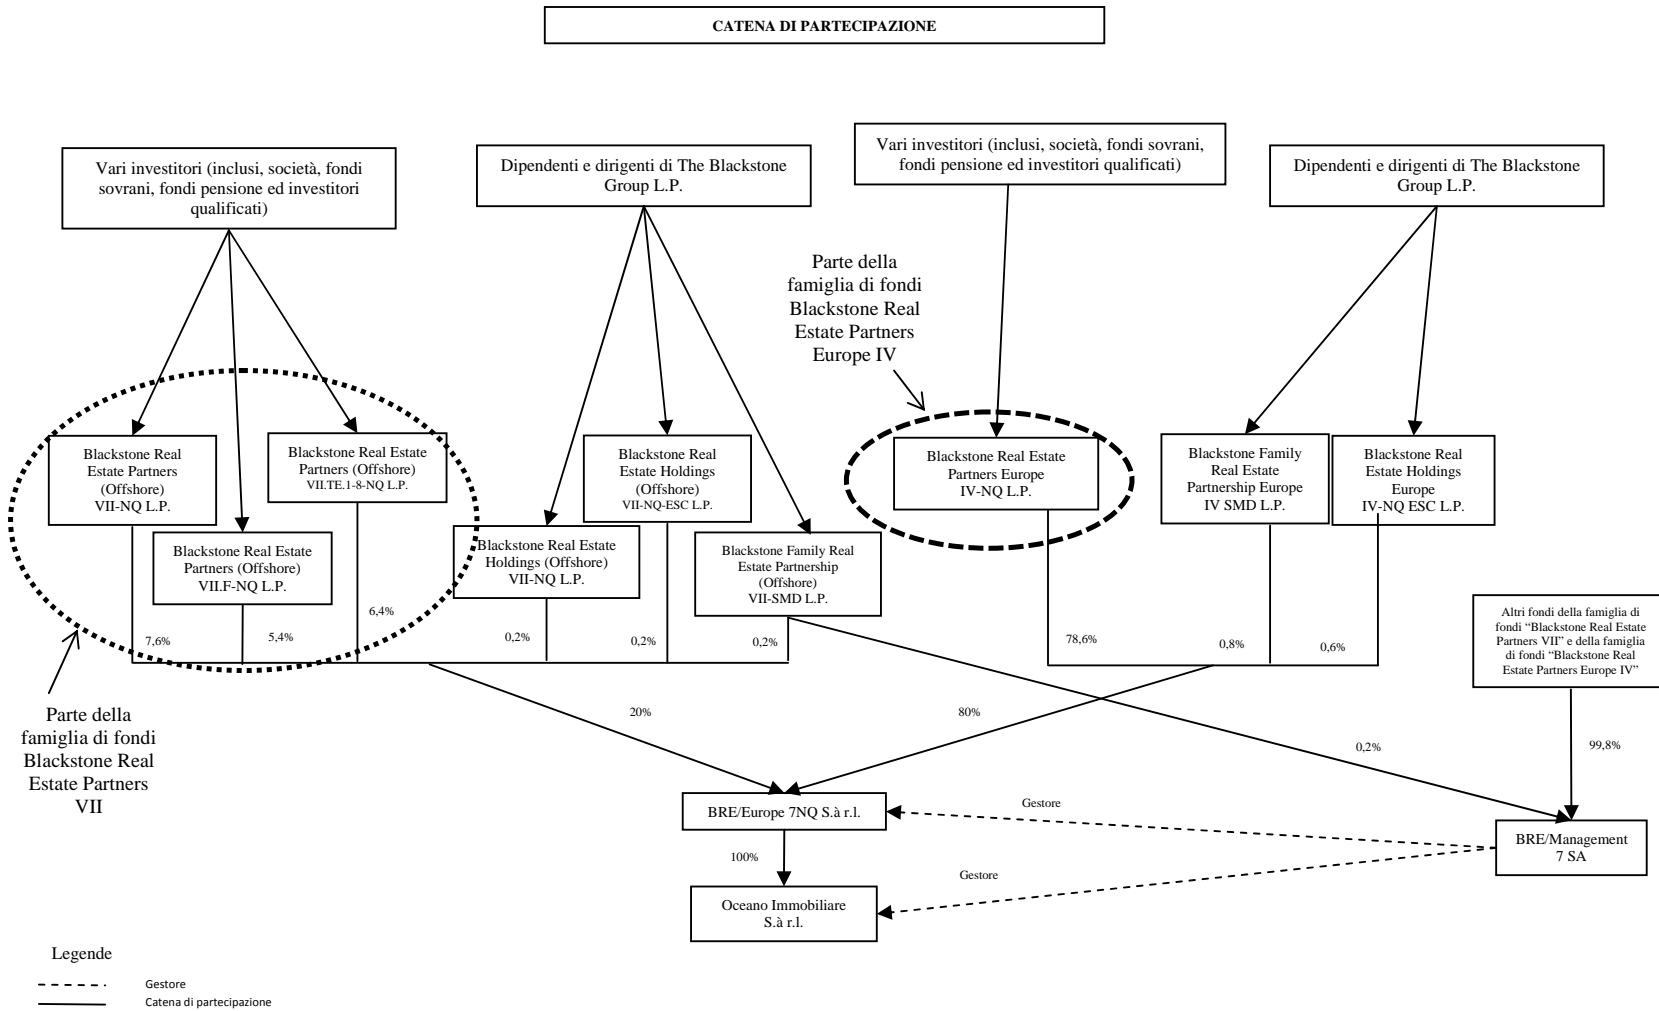 CATENA DI PARTECIPAZIONE
Vari investitori (inclusi, società, fondi
sovrani, fondi pensione ed investitori
qualificati)
Dipendenti e dirigenti di The Blackstone
Group L.P.
Vari investitori (inclusi, società, fondi sovrani,
fondi pensione ed investitori qualificati)
Dipendenti e dirigenti di The Blackstone
Group L.P.
Parte della
famiglia di fondi
Blackstone Real
Estate Partners
Europe IV
Blackstone Real
Estate Partners
(Offshore)
VII-NQ L.P.
Blackstone Real Estate
Partners (Offshore)
VII.TE.1-8-NQ L.P.
Blackstone Real
Estate Holdings
(Offshore)
VII-NQ-ESC L.P.
Blackstone Real Estate
Partners Europe
IV-NQ L.P.
Blackstone Family
Real Estate
Partnership Europe
IV SMD L.P.
Blackstone Real
Estate Holdings
Europe
IV-NQ ESC L.P.
Blackstone Real Estate
Partners (Offshore)
VII.F-NQ L.P.
Blackstone Real Estate
Holdings (Offshore)
VII-NQ L.P.
Blackstone Family Real
Estate Partnership
(Offshore)
VII-SMD L.P.
Altri fondi della famiglia di
fondi “Blackstone Real Estate
Partners VII” e della famiglia
di fondi “Blackstone Real
Estate Partners Europe IV”
7,6%
5,4%
6,4%
0,2%
0,2%
0,2%
78,6%
0,8%
0,6%
Parte della
famiglia di fondi
Blackstone Real
Estate Partners
VII
20%
80%
0,2%
99,8%
BRE/Europe 7NQ S.à r.l.
Gestore
BRE/Management
7 SA
100%
Gestore
Oceano Immobiliare
S.à r.l.
Legende
Gestore
Catena di partecipazione